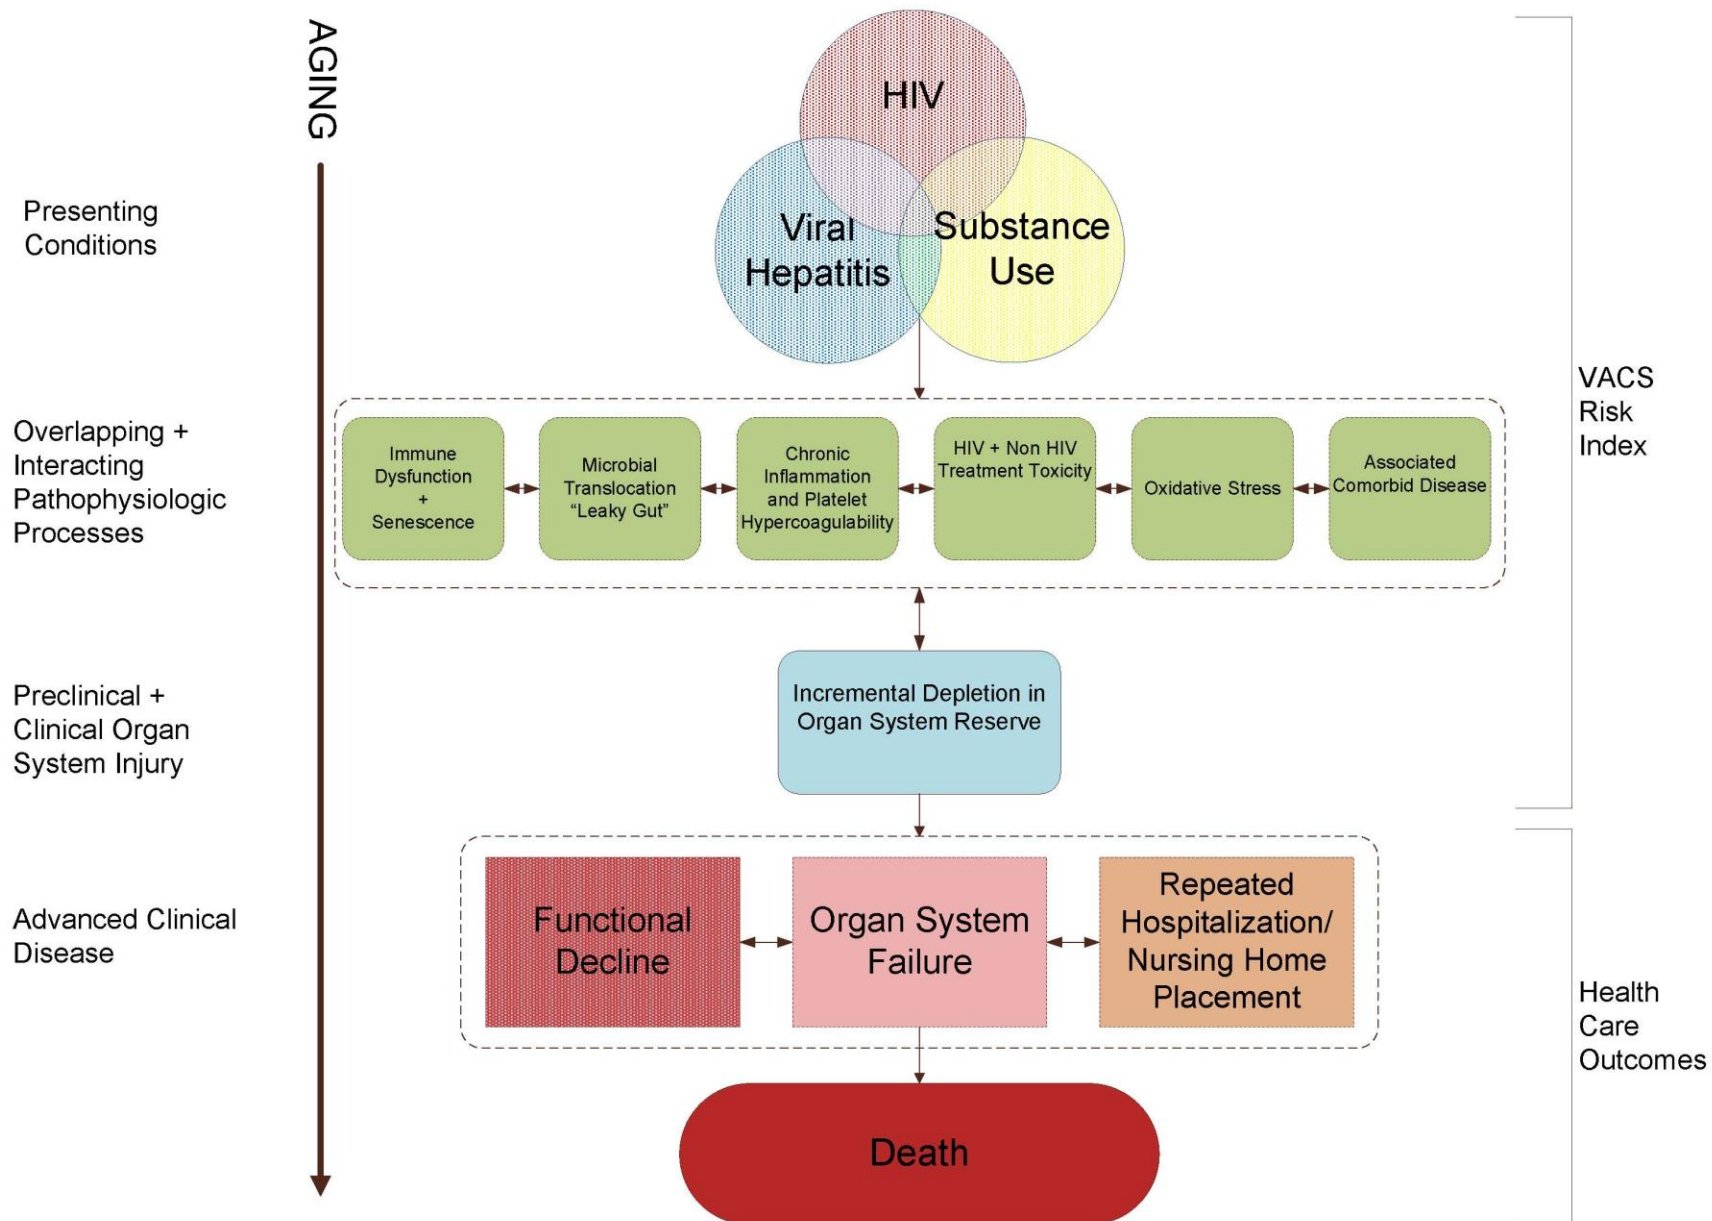 AGING
HIV
Viral
Hepatitis
Substance
Use
Presenting
Conditions
VACS
Risk
Index
Overlapping +
Interacting
Pathophysiologic
Processes
Immune
Dysfunction
+
Senescence
Microbial
Translocation
“Leaky Gut”
Chronic
Inflammation
and Platelet
Hypercoagulability
HIV + Non HIV
Treatment Toxicity
Oxidative Stress
Associated
Comorbid Disease
Preclinical +
Clinical Organ
System Injury
Incremental Depletion in
Organ System Reserve
Advanced Clinical
Disease
Functional
Decline
Organ System
Failure
Repeated
Hospitalization/
Nursing Home
Placement
Health
Care
Outcomes
Death